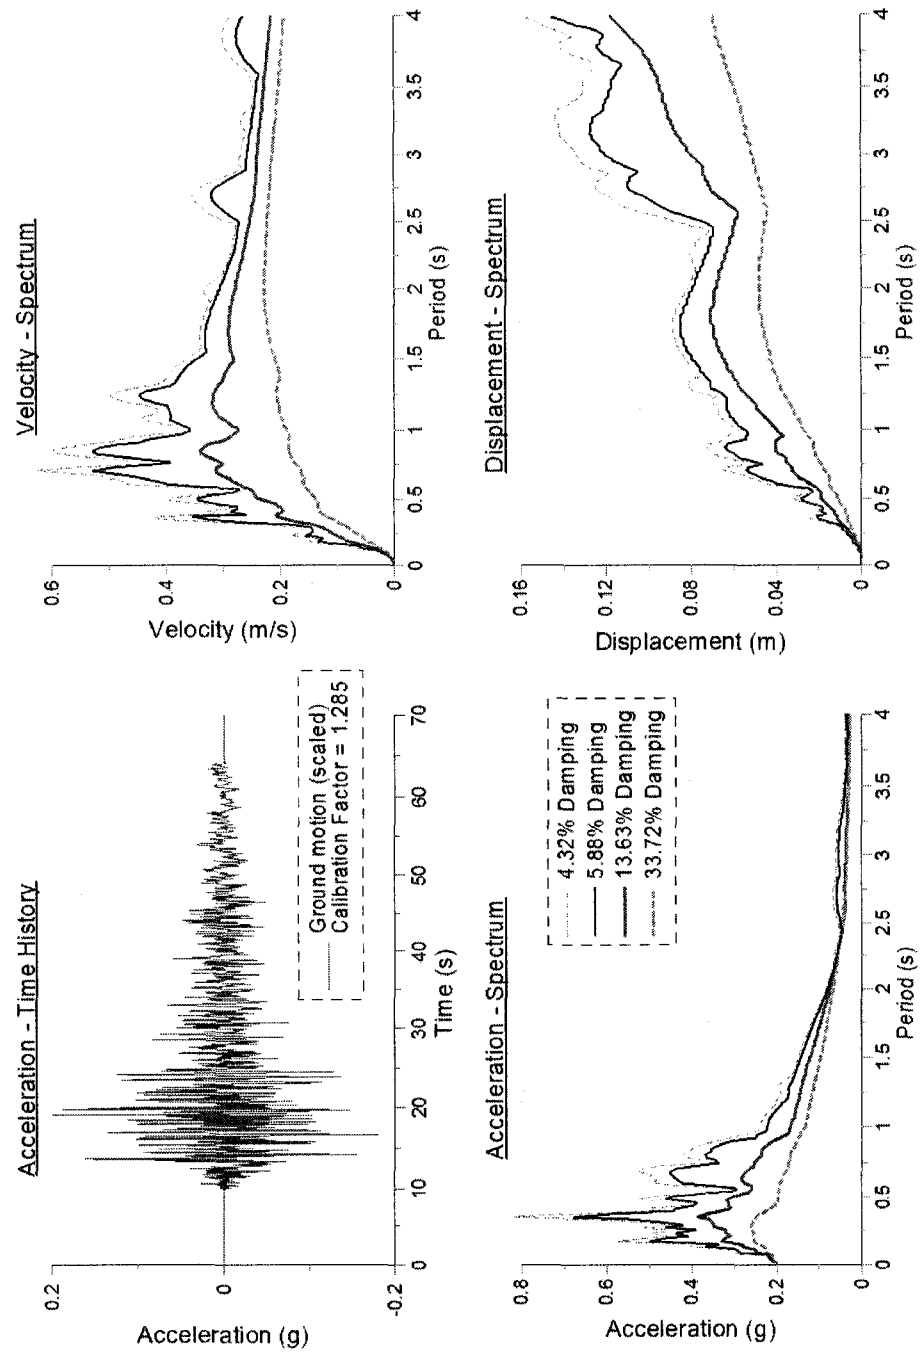 Acceleration - Time History
0.2
0
-0.2
Acceleration (g)
0
10
20
30
40
50
60
70
Time (s)
Ground motion (scaled)
Calibration Factor = 1.285
Velocity - Spectrum
0.6
0.4
0.2
0
Velocity (m/s)
0
0.5
1
1.5
2
2.5
3
3.5
4
Period (s)
Acceleration - Spectrum
0.8
0.6
0.4
0.2
0
Acceleration (g)
0
0.5
1
1.5
2
2.5
3
3.5
4
Period (s)
4.32% Damping
5.88% Damping
13.63% Damping
33.72% Damping
Displacement - Spectrum
0.16
0.12
0.08
0.04
0
Displacement (m)
0
0.5
1
1.5
2
2.5
3
3.5
4
Period (s)